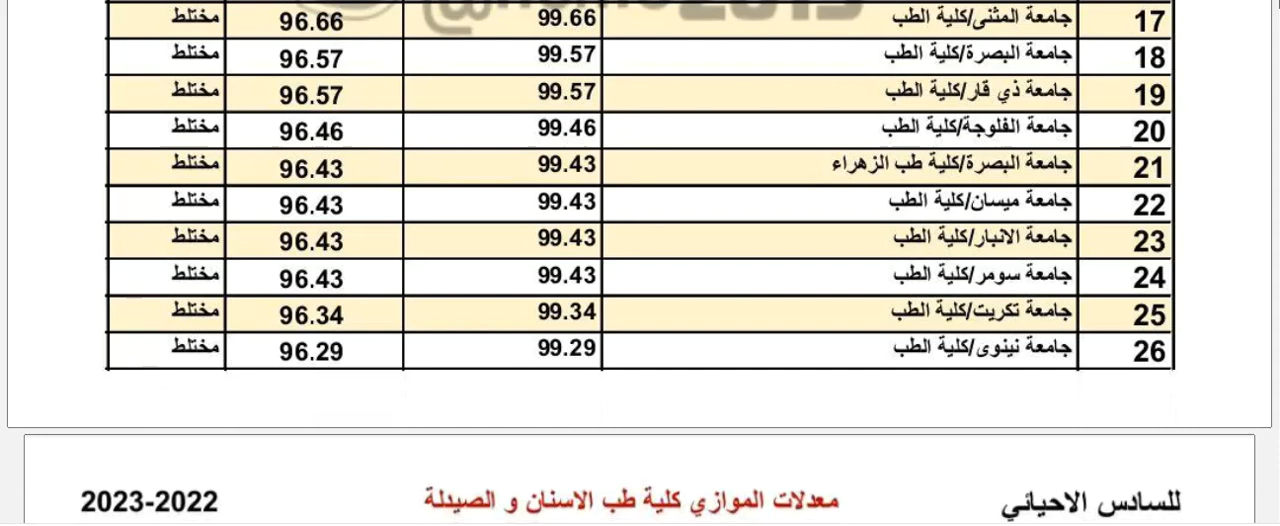 17 جامعة المثنى/كلية الطب 99.66 96.66 مختلط
18 جامعة البصرة/كلية الطب 99.57 96.57 مختلط
19 جامعة ذي قار/كلية الطب 99.57 96.57 مختلط
20 جامعة الفلوجة/كلية الطب 99.46 96.46 مختلط
21 جامعة البصرة/كلية طب الزهراء 99.43 96.43 مختلط
22 جامعة ميسان/كلية الطب 99.43 96.43 مختلط
23 جامعة الانبار/كلية الطب 99.43 96.43 مختلط
24 جامعة سومر/كلية الطب 99.43 96.43 مختلط
25 جامعة تكريت/كلية الطب 99.34 96.34 مختلط
26 جامعة نينوى/كلية الطب 99.29 96.29 مختلط
للسادس الاحيائي معدلات الموازي كلية طب الاسنان و الصيدلة 2022-2023